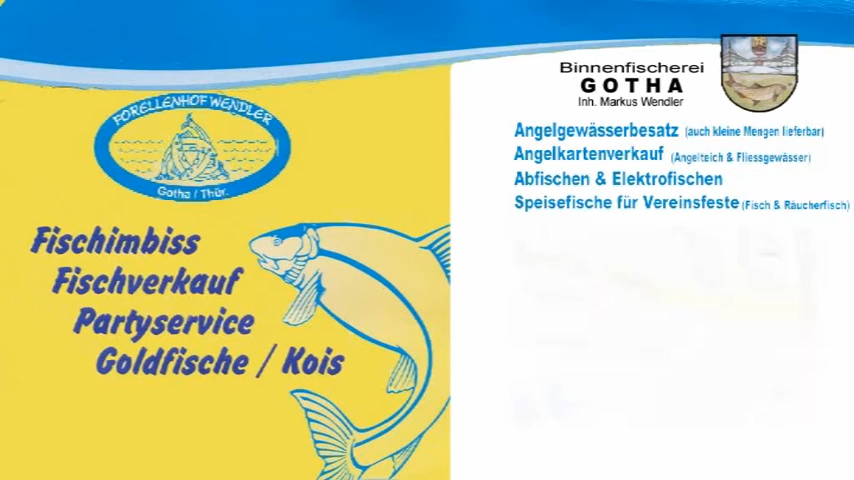 FORELLENHOF WENDLER
Gotha / Thür.
Fischimbiss
Fischverkauf
Partyservice
Goldfische / Kois
Binnenfischerei
GOTHA
Inh. Markus Wendler
Angelgewässerbesatz (auch kleine Mengen lieferbar)
Angelkartenverkauf (Angelteich & Fliessgewässer)
Abfischen & Elektrofischen
Speisefische für Vereinsfeste (Fisch & Räucherfisch)